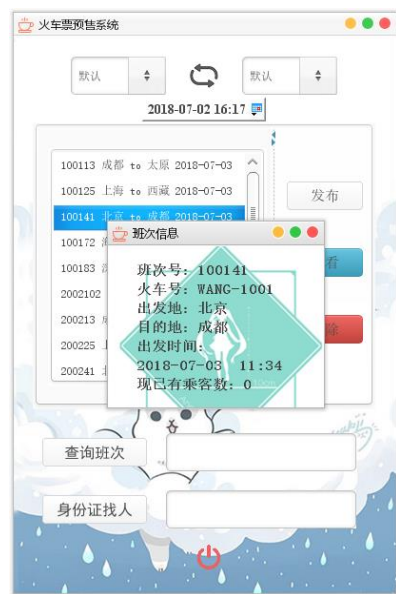 火车票预售系统
默认
默认
2018-07-02 16:17
100113 成都 to 太原 2018-07-03
100125 上海 to 西藏 2018-07-03
发布
100141 北京 to 成都 2018-07-03
班次信息
100172
班次号：100141
100183
看
火车号：WANG-1001
2002102
出发地：北京
200213
目的地：成都
除
200225
出发时间：
2018-07-03 11:34
200241
现已有乘客数：0
查询班次
身份证找人